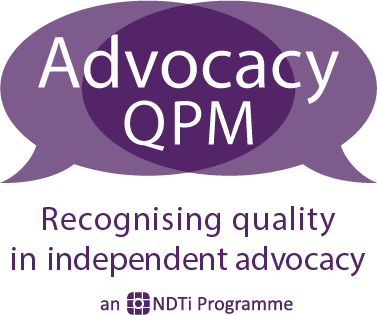 Advocacy
QPM
Recognising quality
in independent advocacy
an NDTi Programme